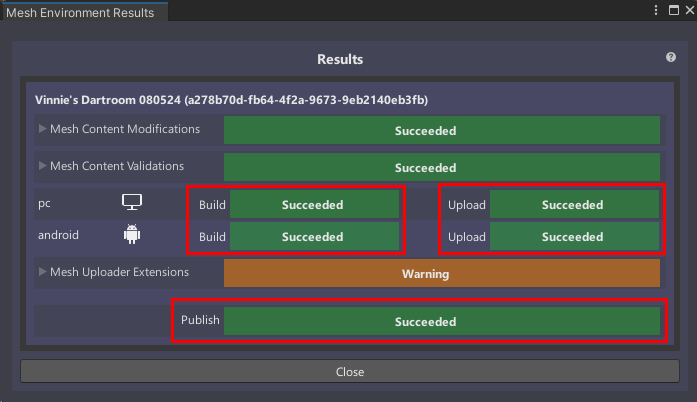 Mesh Environment Results
Results
Vinnie's Dartroom 080524 (a278b70d-fb64-4f2a-9673-9eb2140eb3fb)
Mesh Content Modifications Succeeded
Mesh Content Validations Succeeded
pc Build Succeeded Upload Succeeded
android Build Succeeded Upload Succeeded
Mesh Uploader Extensions Warning
Publish Succeeded
Close